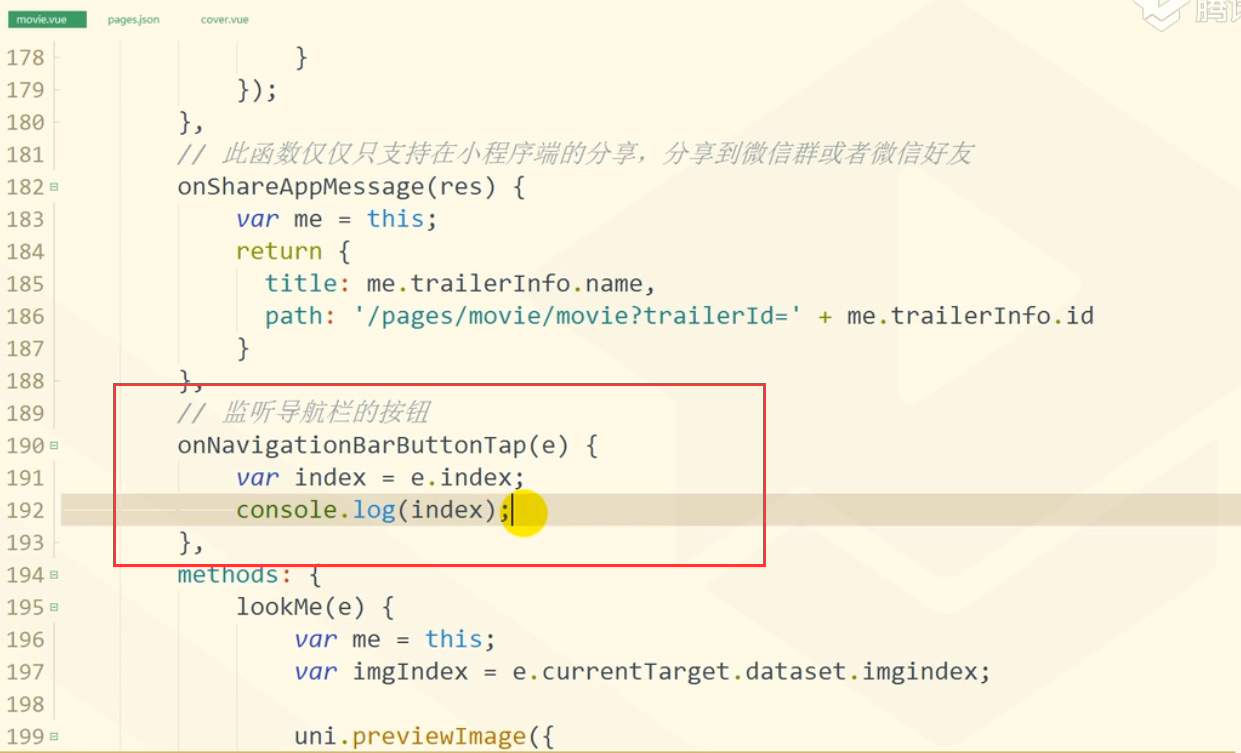 movie.vue pages.json cover.vue
178 }
179 });
180 },
181 // 此函数仅仅只支持在小程序端的分享，分享到微信群或者微信好友
182 onShareAppMessage(res) {
183 var me = this;
184 return {
185 title: me.trailerInfo.name,
186 path: '/pages/movie/movie?trailerId=' + me.trailerInfo.id
187 }
188 },
189 // 监听导航栏的按钮
190 onNavigationBarButtonTap(e) {
191 var index = e.index;
192 console.log(index);
193 },
194 methods: {
195 lookMe(e) {
196 var me = this;
197 var imgIndex = e.currentTarget.dataset.imgindex;
198
199 uni.previewImage({